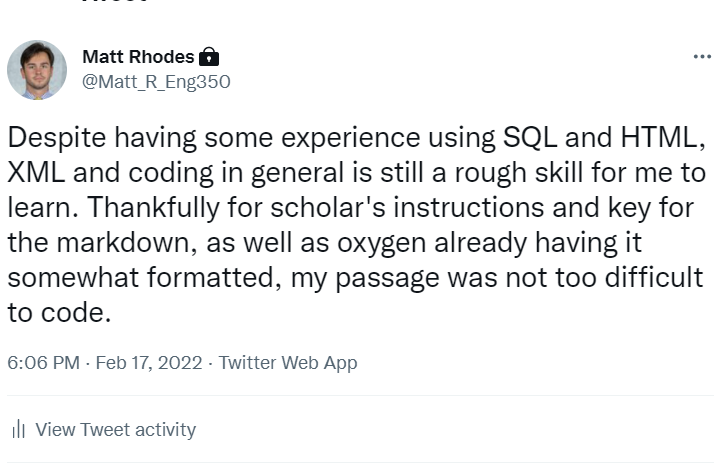 Matt Rhodes
@Matt_R_Eng350
Despite having some experience using SQL and HTML,
XML and coding in general is still a rough skill for me to
learn. Thankfully for scholar's instructions and key for
the markdown, as well as oxygen already having it
somewhat formatted, my passage was not too difficult
to code.
6:06 PM · Feb 17, 2022 · Twitter Web App
View Tweet activity